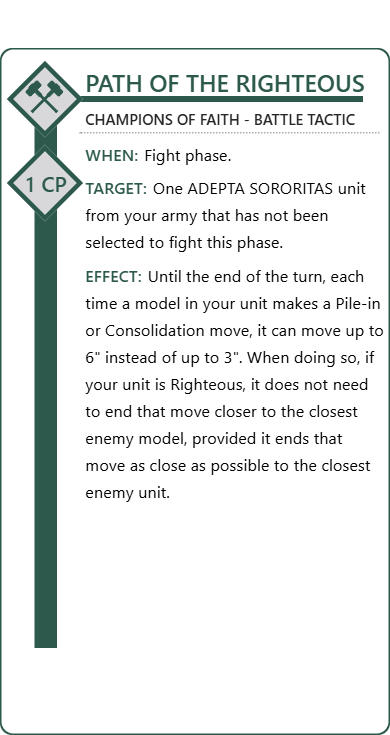 PATH OF THE RIGHTEOUS
CHAMPIONS OF FAITH - BATTLE TACTIC
1 CP
WHEN: Fight phase.
TARGET: One ADEPTA SORORITAS unit
from your army that has not been
selected to fight this phase.
EFFECT: Until the end of the turn, each
time a model in your unit makes a Pile-in
or Consolidation move, it can move up to
6" instead of up to 3". When doing so, if
your unit is Righteous, it does not need
to end that move closer to the closest
enemy model, provided it ends that
move as close as possible to the closest
enemy unit.